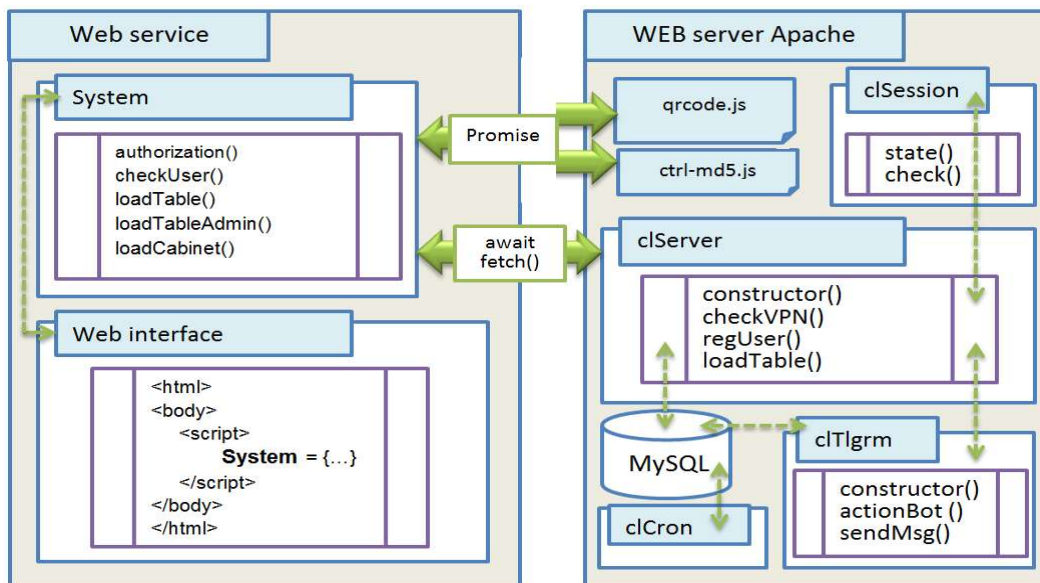 Web service
System
authorization()
checkUser()
loadTable()
loadTableAdmin()
loadCabinet()
Web interface
<html>
<body>
<script>
System = {...}
</script>
</body>
</html>
Promise
await
fetch()
WEB server Apache
qrcode.js
ctrl-md5.js
clSession
state()
check()
clServer
constructor()
checkVPN()
regUser()
loadTable()
MySQL
clCron
clTlgrm
constructor()
actionBot ()
sendMsg()